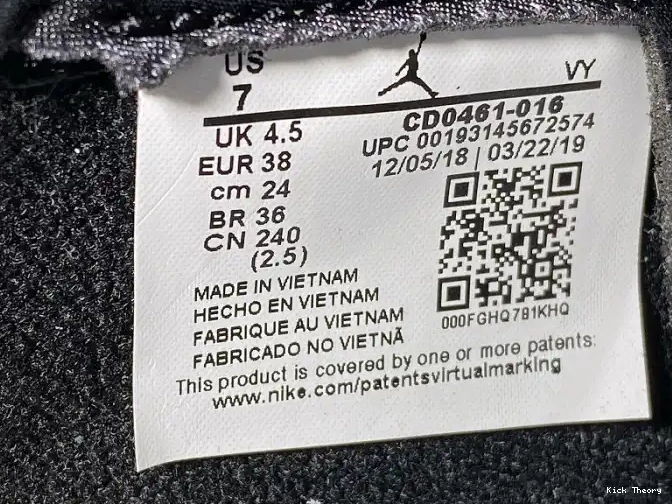 US
7
UK 4.5
EUR 38
cm 24
BR 36
CN 240
(2.5)
VY
CD0461-016
UPC 00193145672574
12/05/18 | 03/22/19
000FGHQ781KHQ
MADE IN VIETNAM
HECHO EN VIETNAM
FABRIQUE AU VIETNAM
FABRICADO NO VIETNÃ
This product is covered by one or more patents:
www.nike.com/patentsvirtualmarking
Kick Theory